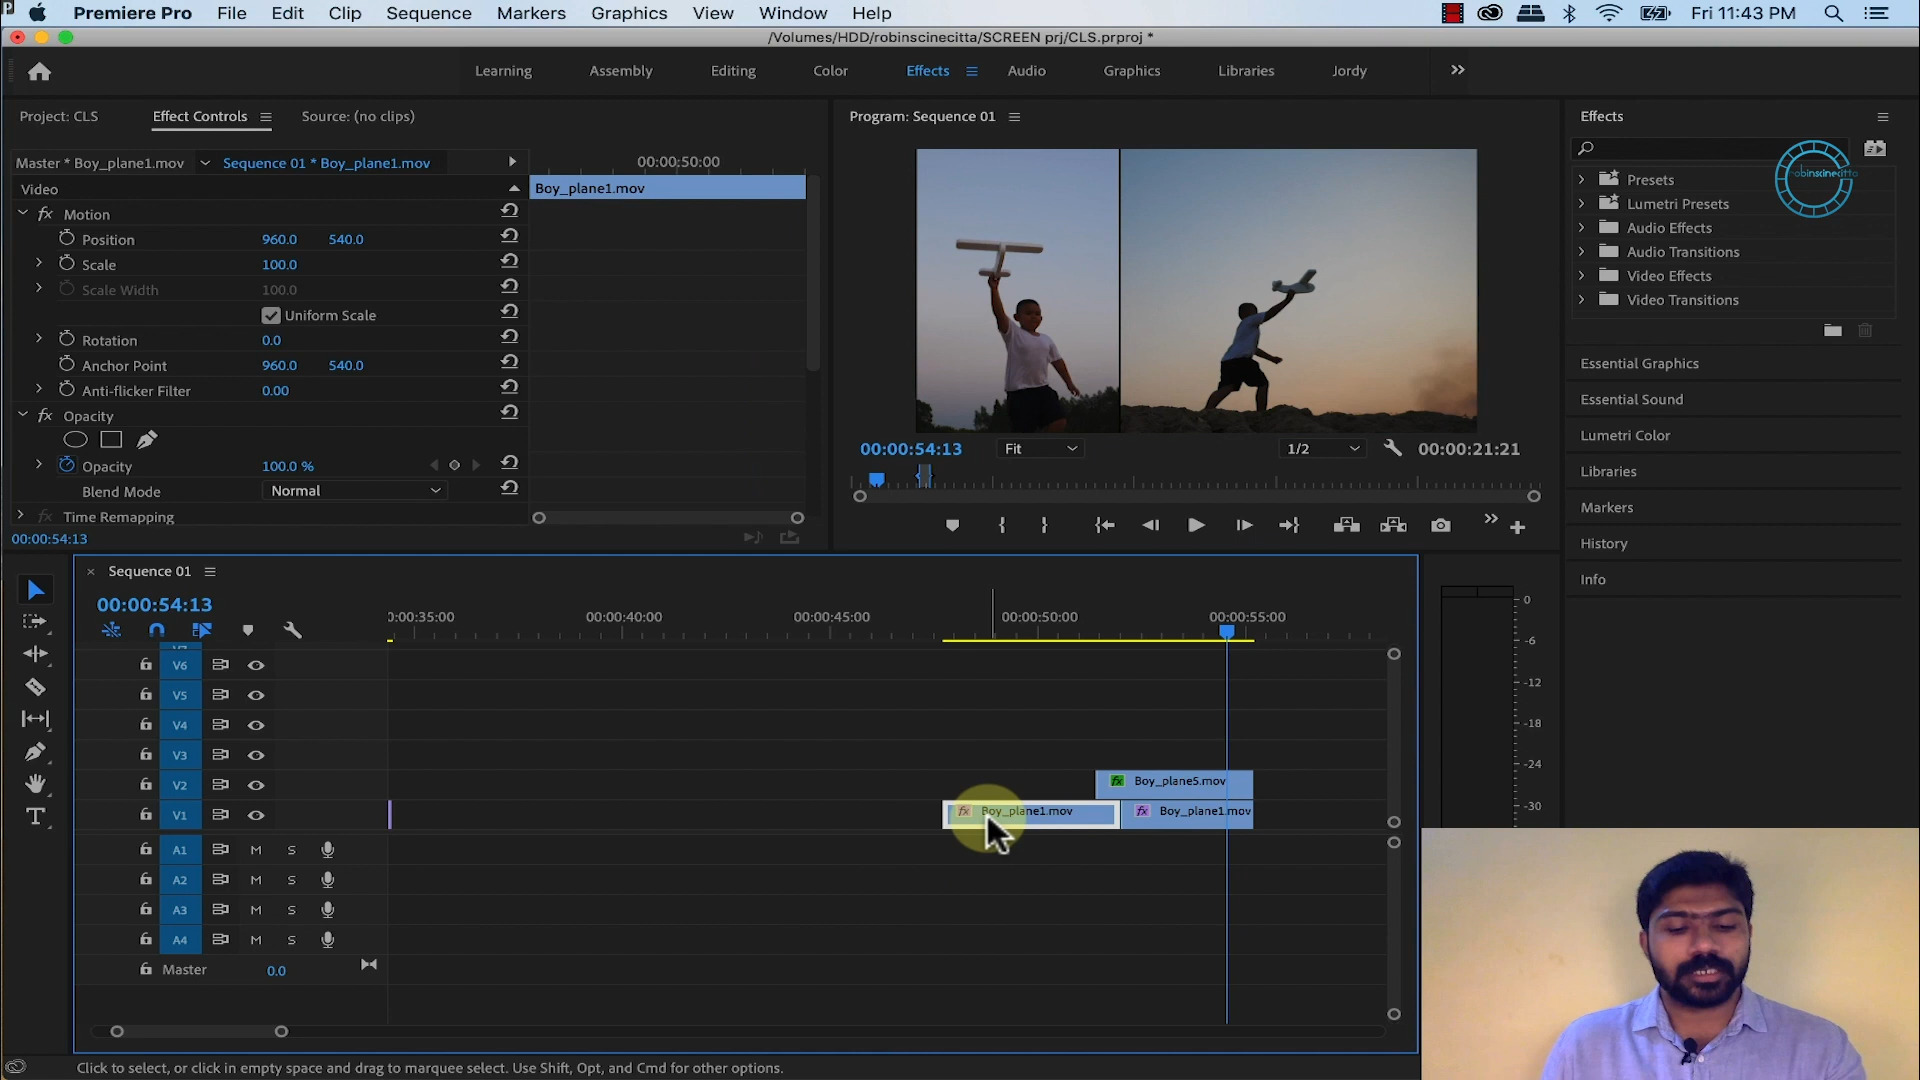 Premiere Pro File Edit Clip Sequence Markers Graphics View Window Help Fri 11:43 PM
/Volumes/HDD/robinscinecitta/SCREEN prj/CLS.prproj *
Learning Assembly Editing Color Effects Audio Graphics Libraries Jordy
Project: CLS Effect Controls Source: (no clips)
Master * Boy_plane1.mov Sequence 01 * Boy_plane1.mov
00:00:50:00
Video
Boy_plane1.mov
fx Motion
Position 960.0 540.0
Scale 100.0
Scale Width 100.0
Uniform Scale
Rotation 0.0
Anchor Point 960.0 540.0
Anti-flicker Filter 0.00
fx Opacity
Opacity 100.0 %
Blend Mode Normal
fx Time Remapping
00:00:54:13
Program: Sequence 01
00:00:54:13 Fit 1/2 00:00:21:21
Effects
Presets
Lumetri Presets
Audio Effects
Audio Transitions
Video Effects
Video Transitions
robinscinecitta
Essential Graphics
Essential Sound
Lumetri Color
Libraries
Markers
History
Info
Sequence 01
00:00:54:13
0:00:35:00 00:00:40:00 00:00:45:00 00:00:50:00 00:00:55:00
V6
V5
V4
V3
V2 fx Boy_plane5.mov
V1 fx Boy_plane1.mov fx Boy_plane1.mov
A1 M S
A2 M S
A3 M S
A4 M S
Master 0.0
0
-6
-12
-18
-24
-30
Click to select, or click in empty space and drag to marquee select. Use Shift, Opt, and Cmd for other options.